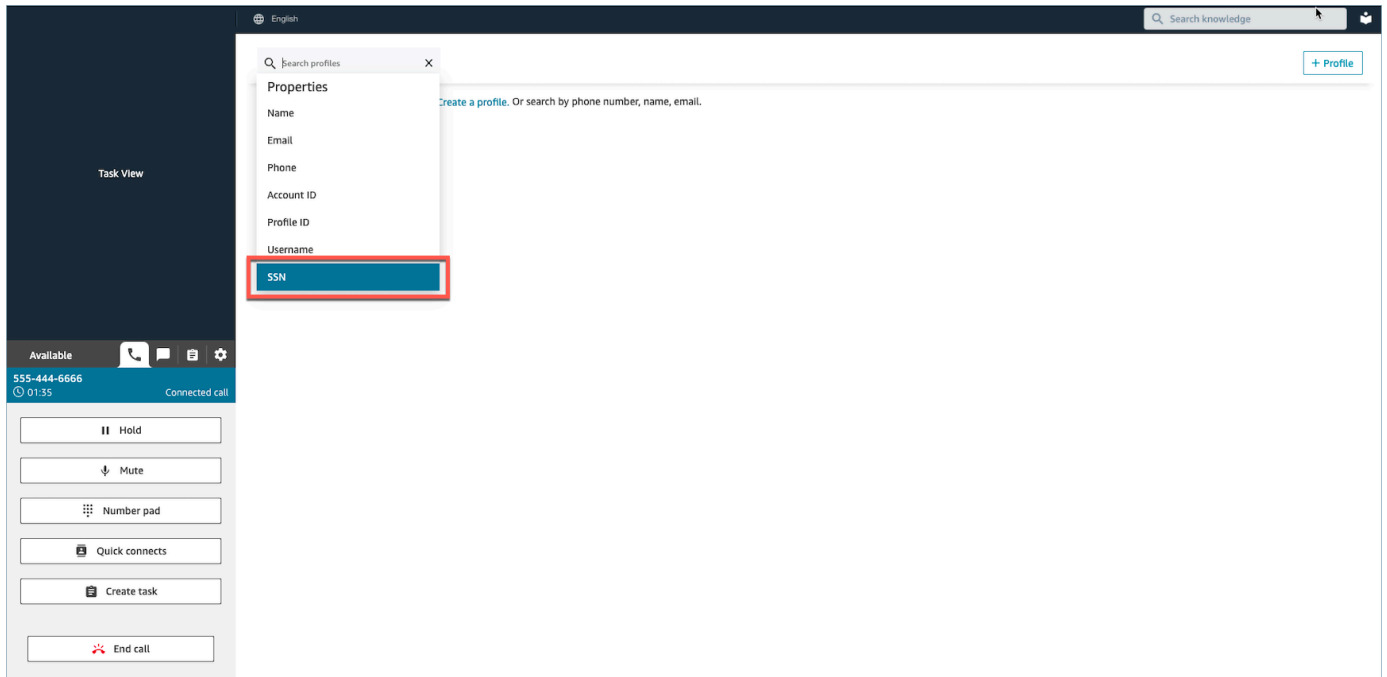 English
Search knowledge
Search profiles
+ Profile
Properties
Create a profile. Or search by phone number, name, email.
Name
Email
Phone
Account ID
Profile ID
Username
SSN
Task View
Available
555-444-6666
01:35 Connected call
Hold
Mute
Number pad
Quick connects
Create task
End call